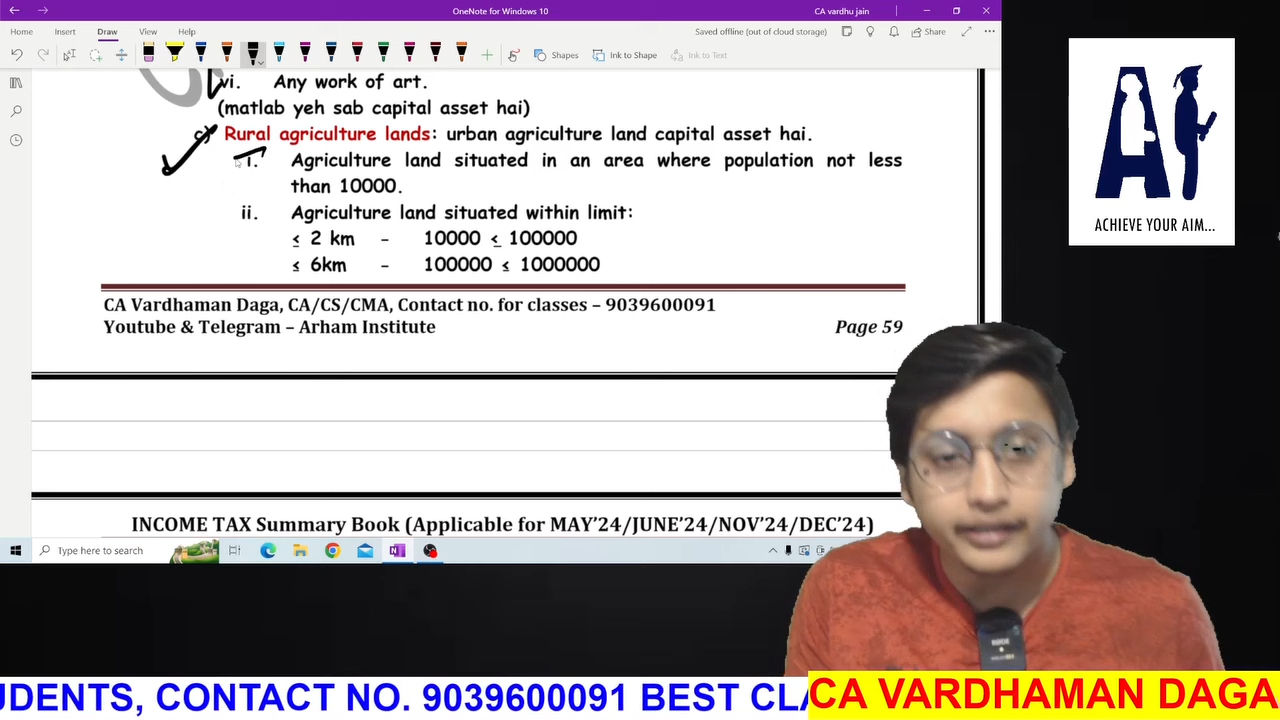 OneNote for Windows 10
CA vardhu jain
Home Insert Draw View Help
Saved offline (out of cloud storage)
Share
Shapes
Ink to Shape
Ink to Text
vi. Any work of art.
(matlab yeh sab capital asset hai)
c) Rural agriculture lands: urban agriculture land capital asset hai.
i. Agriculture land situated in an area where population not less
than 10000.
ii. Agriculture land situated within limit:
≤ 2 km - 10000 ≤ 100000
≤ 6km - 100000 ≤ 1000000
CA Vardhaman Daga, CA/CS/CMA, Contact no. for classes – 9039600091
Youtube & Telegram – Arham Institute Page 59
INCOME TAX Summary Book (Applicable for MAY'24/JUNE'24/NOV'24/DEC'24)
Type here to search
AI
ACHIEVE YOUR AIM...
UDENTS, CONTACT NO. 9039600091 BEST CLA
CA VARDHAMAN DAGA